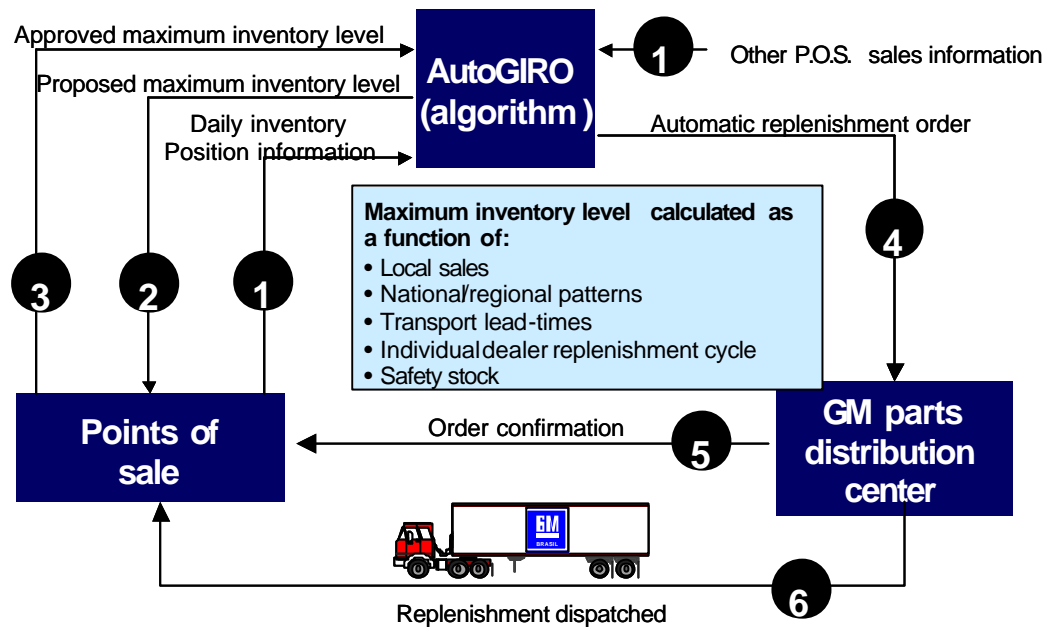 Approved maximum inventory level
Proposed maximum inventory level
Daily inventory
Position information
AutoGIRO
(algorithm )
1
Other P.O.S. sales information
Automatic replenishment order
3
2
1
4
Maximum inventory level calculated as
a function of:
• Local sales
• National/regional patterns
• Transport lead-times
• Individual dealer replenishment cycle
• Safety stock
Points of
sale
Order confirmation
5
GM parts
distribution
center
GM
BRASIL
6
Replenishment dispatched